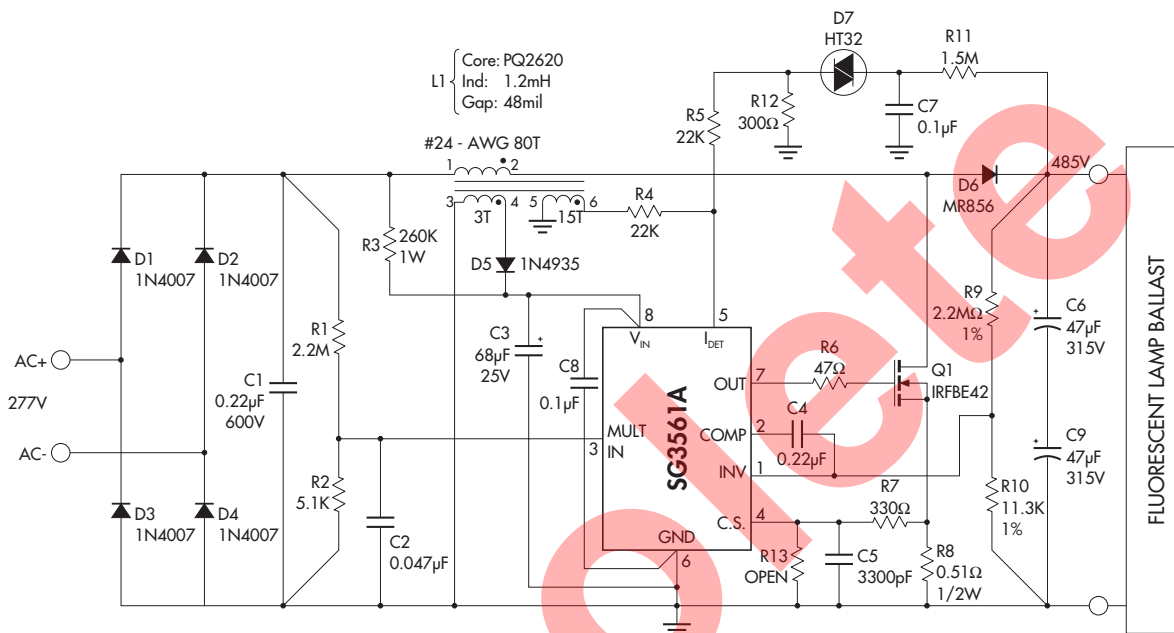 D7
HT32
R11
1.5M
L1
Core: PQ2620
Ind: 1.2mH
Gap: 48mil
R12
300Ω
C7
0.1µF
R5
22K
#24 - AWG 80T
1
2
485V
D6
MR856
3
4
5
6
3T
15T
R4
22K
R3
260K
1W
D1
1N4007
D2
1N4007
D5
1N4935
R9
2.2MΩ
1%
C6
47µF
315V
R1
2.2M
C3
68µF
25V
8
5
VIN
IDET
C8
0.1µF
R6
47Ω
Q1
IRFBE42
AC+
277V
AC-
C1
0.22µF
600V
OUT
7
C4
0.22µF
MULT
IN
3
COMP
2
SG3561A
INV
1
C9
47µF
315V
R2
5.1K
R7
330Ω
R10
11.3K
1%
D3
1N4007
D4
1N4007
C.S.
4
C2
0.047µF
GND
6
R13
OPEN
C5
3300pF
R8
0.51Ω
1/2W
FLUORESCENT LAMP BALLAST
olete